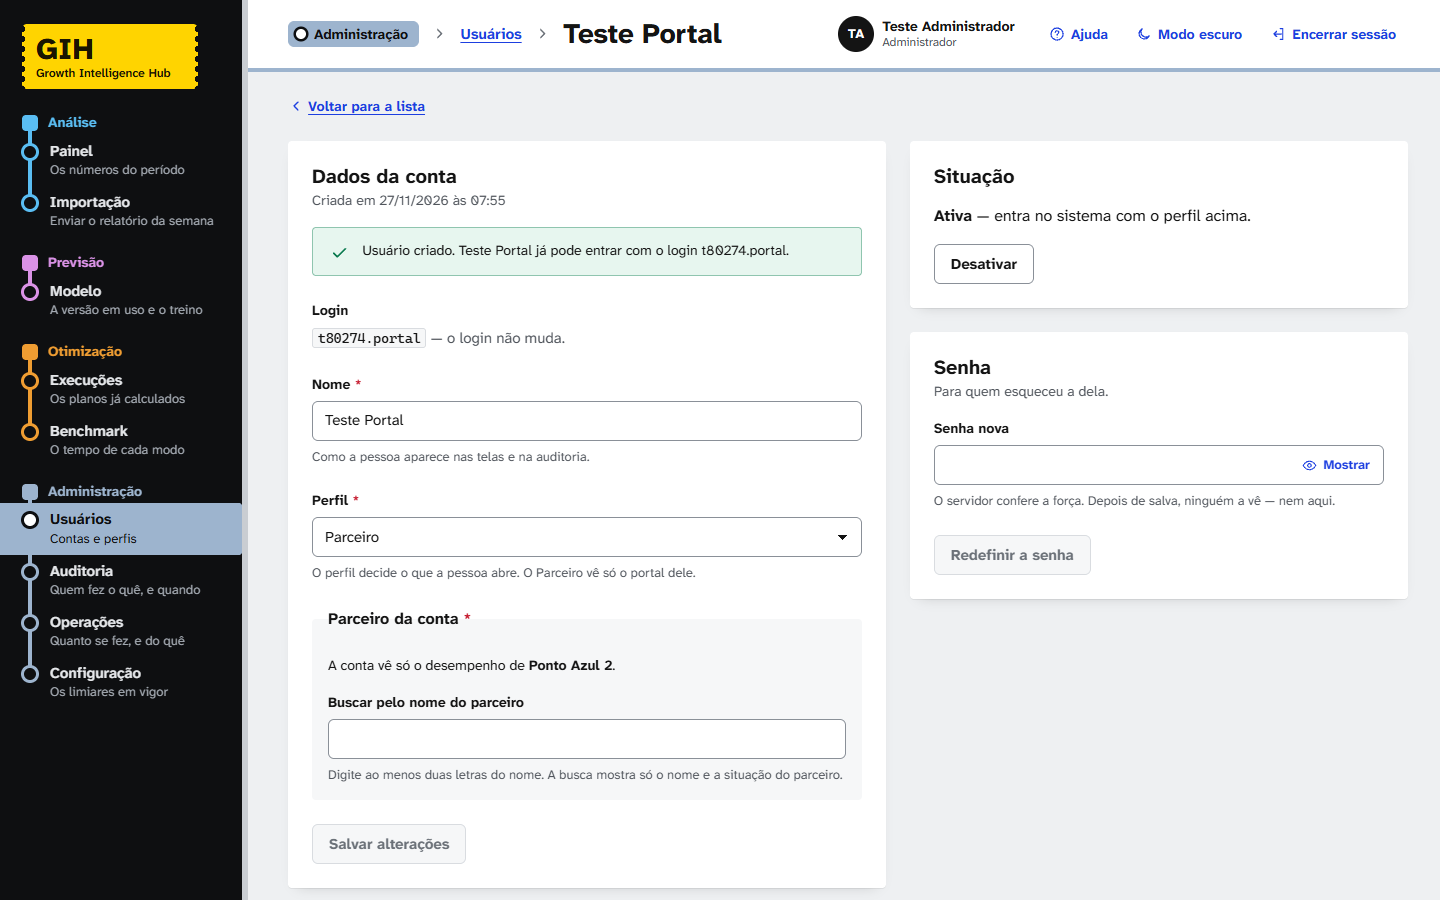 GIH
Growth Intelligence Hub
Análise
Painel
Os números do período
Importação
Enviar o relatório da semana
Previsão
Modelo
A versão em uso e o treino
Otimização
Execuções
Os planos já calculados
Benchmark
O tempo de cada modo
Administração
Usuários
Contas e perfis
Auditoria
Quem fez o quê, e quando
Operações
Quanto se fez, e do quê
Configuração
Os limiares em vigor
Administração > Usuários > Teste Portal
TA
Teste Administrador
Administrador
Ajuda
Modo escuro
Encerrar sessão
Voltar para a lista
Dados da conta
Criada em 27/11/2026 às 07:55
Usuário criado. Teste Portal já pode entrar com o login t80274.portal.
Login
t80274.portal — o login não muda.
Nome *
Teste Portal
Como a pessoa aparece nas telas e na auditoria.
Perfil *
Parceiro
O perfil decide o que a pessoa abre. O Parceiro vê só o portal dele.
Parceiro da conta *
A conta vê só o desempenho de Ponto Azul 2.
Buscar pelo nome do parceiro
Digite ao menos duas letras do nome. A busca mostra só o nome e a situação do parceiro.
Salvar alterações
Situação
Ativa — entra no sistema com o perfil acima.
Desativar
Senha
Para quem esqueceu a dela.
Senha nova
Mostrar
O servidor confere a força. Depois de salva, ninguém a vê — nem aqui.
Redefinir a senha